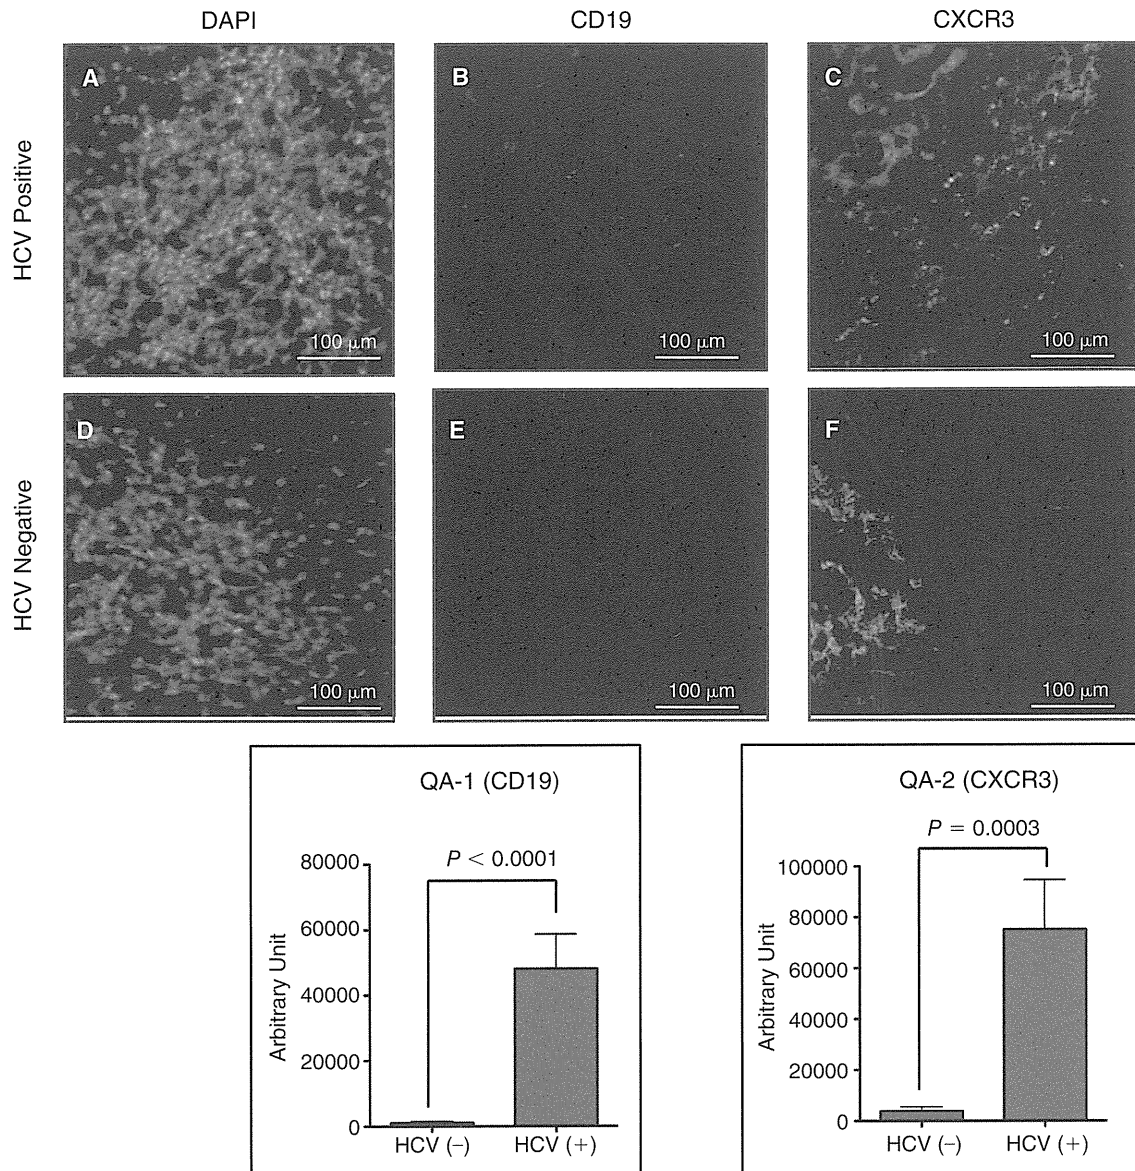 DAPI CD19 CXCR3
HCV Positive
A B C
100 μm 100 μm 100 μm
HCV Negative
D E F
100 μm 100 μm 100 μm
QA-1 (CD19)
P < 0.0001
Arbitrary Unit
80000
60000
40000
20000
0
HCV (−) HCV (+)
QA-2 (CXCR3)
P = 0.0003
Arbitrary Unit
100000
80000
60000
40000
20000
0
HCV (−) HCV (+)